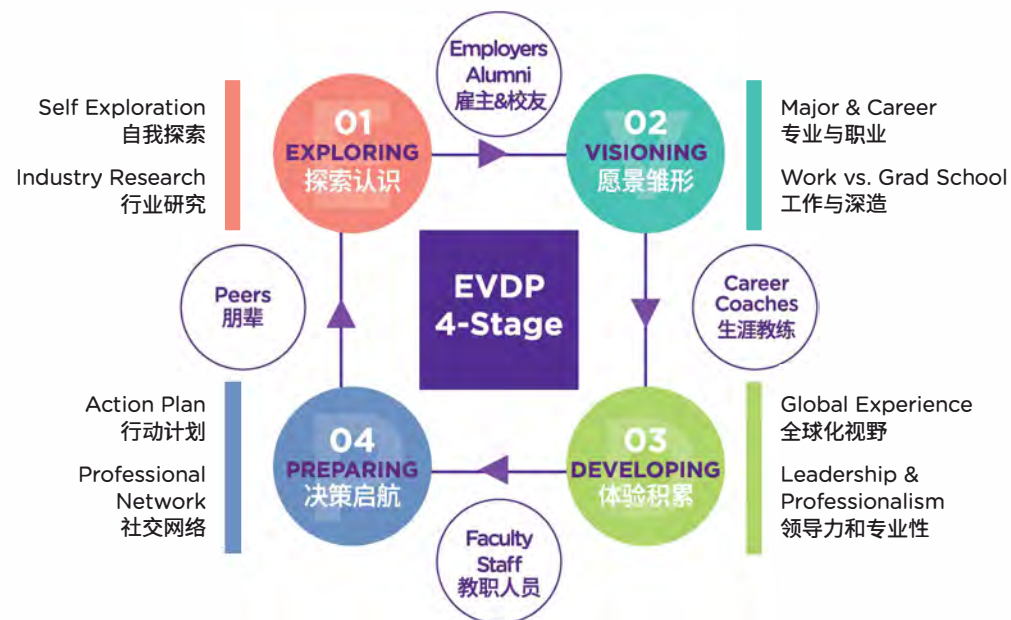 Employers
Alumni
雇主&校友
Self Exploration
自我探索
Industry Research
行业研究
01
EXPLORING
探索认识
02
VISIONING
愿景雏形
Major & Career
专业与职业
Work vs. Grad School
工作与深造
Peers
朋辈
EVDP
4-Stage
Career
Coaches
生涯教练
Action Plan
行动计划
Professional
Network
社交网络
04
PREPARING
决策启航
03
DEVELOPING
体验积累
Global Experience
全球化视野
Leadership &
Professionalism
领导力和专业性
Faculty
Staff
教职人员